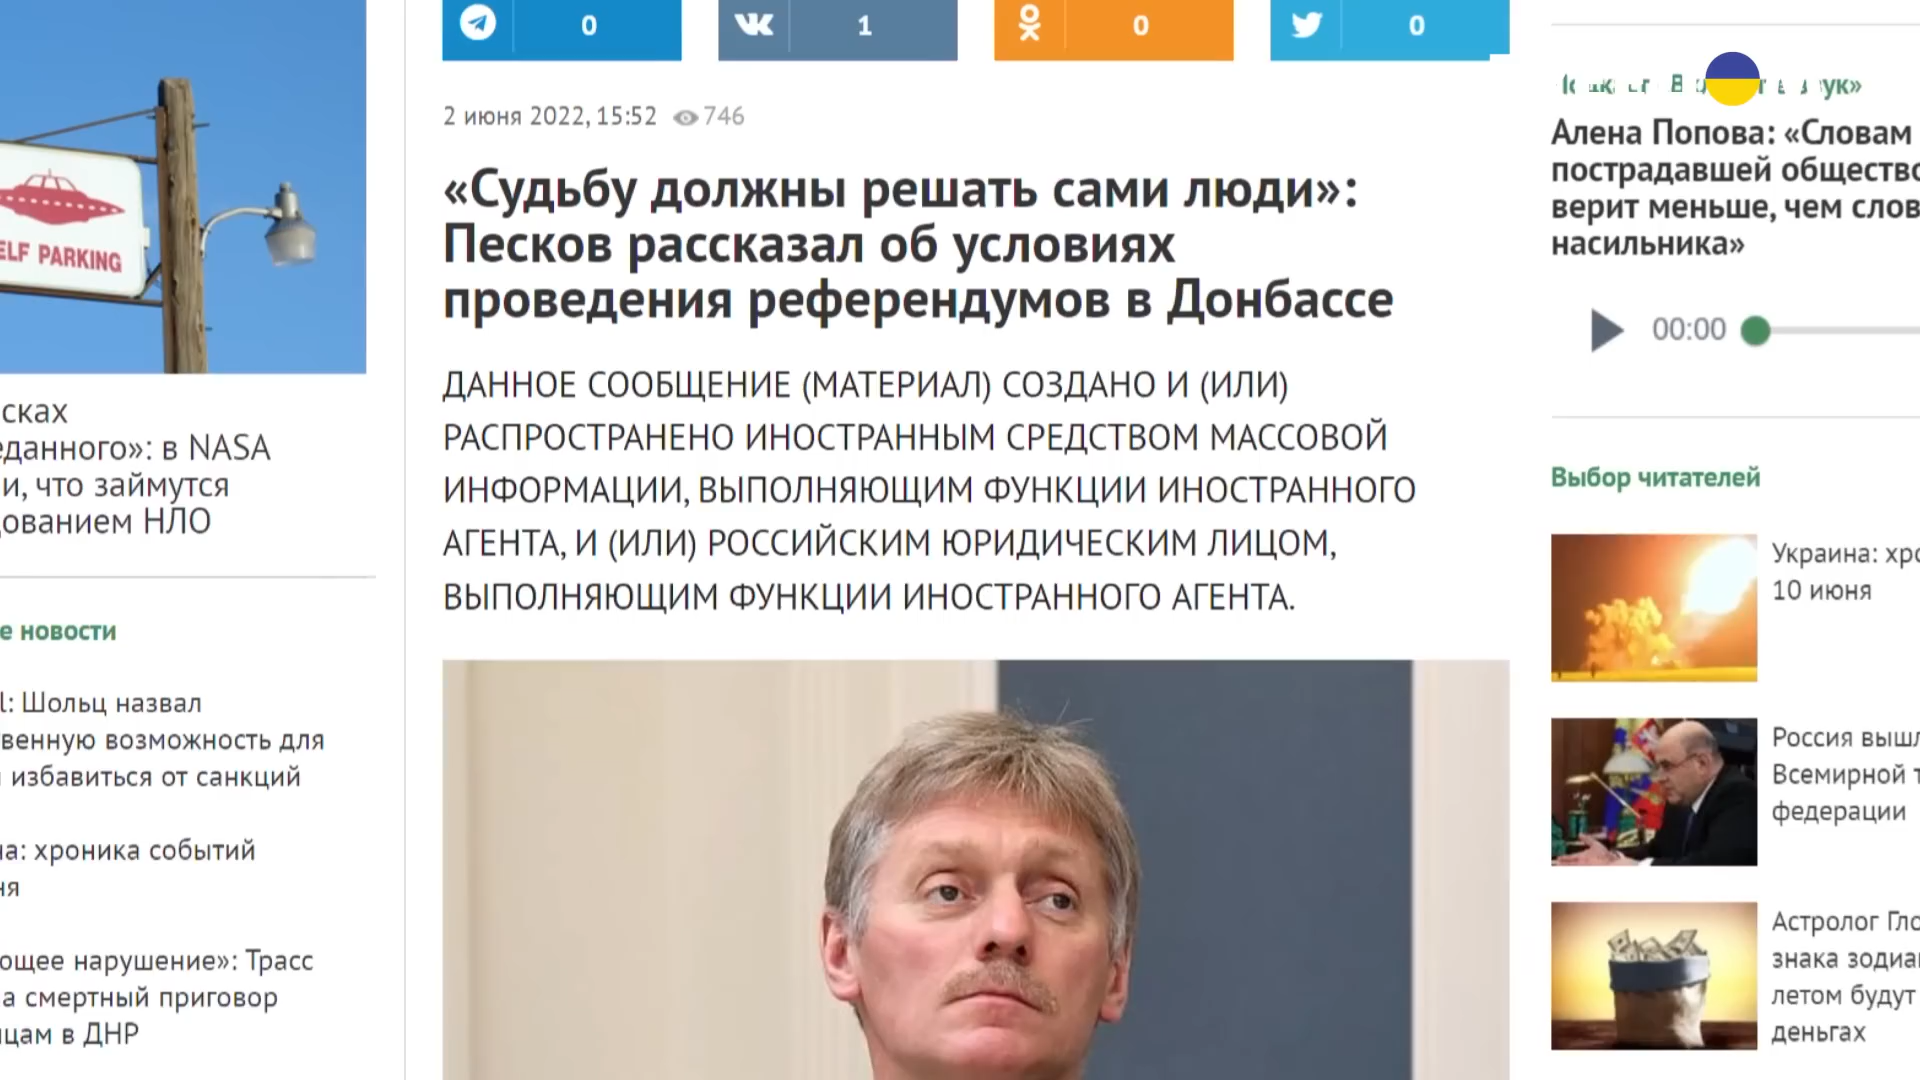 0
1
0
0
2 июня 2022, 15:52
746
«Судьбу должны решать сами люди»:
Песков рассказал об условиях
проведения референдумов в Донбассе
ДАННОЕ СООБЩЕНИЕ (МАТЕРИАЛ) СОЗДАНО И (ИЛИ)
РАСПРОСТРАНЕНО ИНОСТРАННЫМ СРЕДСТВОМ МАССОВОЙ
ИНФОРМАЦИИ, ВЫПОЛНЯЮЩИМ ФУНКЦИИ ИНОСТРАННОГО
АГЕНТА, И (ИЛИ) РОССИЙСКИМ ЮРИДИЧЕСКИМ ЛИЦОМ,
ВЫПОЛНЯЮЩИМ ФУНКЦИИ ИНОСТРАННОГО АГЕНТА.
ELF PARKING
сках
еданного»: в NASA
и, что займутся
дованием НЛО
е новости
l: Шольц назвал
венную возможность для
избавиться от санкций
на: хроника событий
ня
ющее нарушение»: Трасс
а смертный приговор
цам в ДНР
Алена Попова: «Словам
пострадавшей общество
верит меньше, чем слов
насильника»
00:00
Выбор читателей
Украина: хро
10 июня
Россия вышл
Всемирной т
федерации
Астролог Гло
знака зодиа
летом будут
деньгах